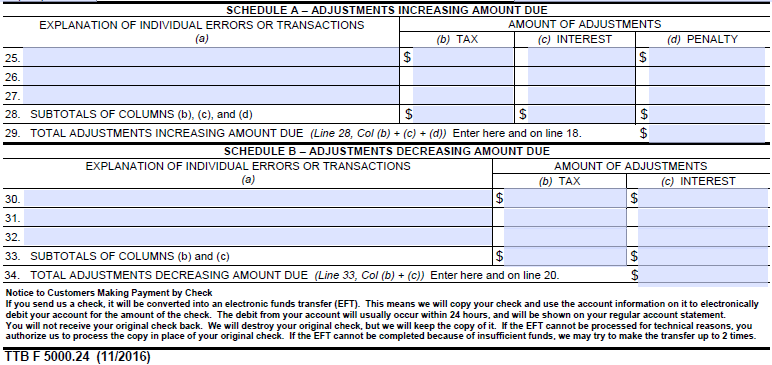 SCHEDULE A – ADJUSTMENTS INCREASING AMOUNT DUE
EXPLANATION OF INDIVIDUAL ERRORS OR TRANSACTIONS
(a)
AMOUNT OF ADJUSTMENTS
(b) TAX
(c) INTEREST
(d) PENALTY
25. $ $
26.
27.
28. SUBTOTALS OF COLUMNS (b), (c), and (d) $ $ $
29. TOTAL ADJUSTMENTS INCREASING AMOUNT DUE (Line 28, Col (b) + (c) + (d)) Enter here and on line 18. $
SCHEDULE B – ADJUSTMENTS DECREASING AMOUNT DUE
EXPLANATION OF INDIVIDUAL ERRORS OR TRANSACTIONS
(a)
AMOUNT OF ADJUSTMENTS
(b) TAX
(c) INTEREST
30. $ $
31.
32.
33. SUBTOTALS OF COLUMNS (b) and (c) $ $
34. TOTAL ADJUSTMENTS DECREASING AMOUNT DUE (Line 33, Col (b) + (c)) Enter here and on line 20. $
Notice to Customers Making Payment by Check
If you send us a check, it will be converted into an electronic funds transfer (EFT). This means we will copy your check and use the account information on it to electronically
debit your account for the amount of the check. The debit from your account will usually occur within 24 hours, and will be shown on your regular account statement.
You will not receive your original check back. We will destroy your original check, but we will keep the copy of it. If the EFT cannot be processed for technical reasons, you
authorize us to process the copy in place of your original check. If the EFT cannot be completed because of insufficient funds, we may try to make the transfer up to 2 times.
TTB F 5000.24 (11/2016)